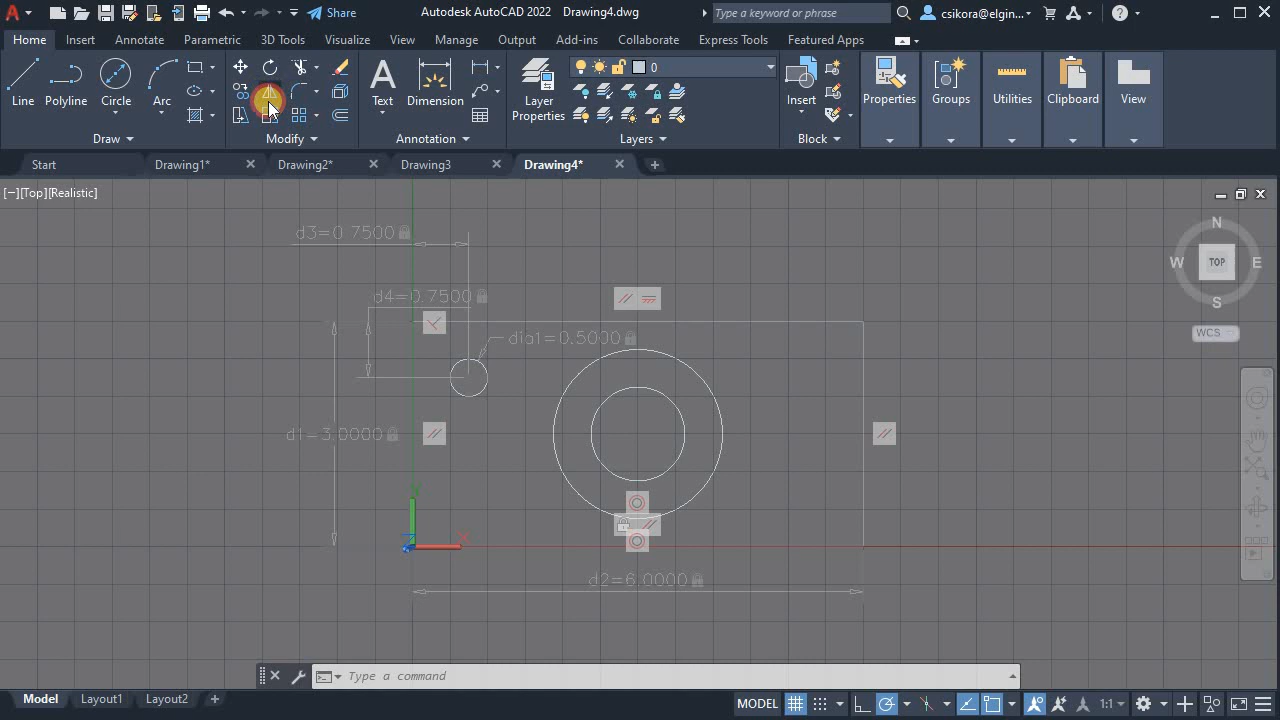 A Share Autodesk AutoCAD 2022 Drawing4.dwg Type a keyword or phrase csikora@elgin...
Home Insert Annotate Parametric 3D Tools Visualize View Manage Output Add-ins Collaborate Express Tools Featured Apps
0
Line Polyline Circle Arc Text Dimension Layer Properties Insert Properties Groups Utilities Clipboard View
Draw Modify Annotation Layers Block
Start Drawing1* Drawing2* Drawing3 Drawing4*
[−][Top][Realistic]
N
W TOP E
S
WCS
d3=0.7500
d4=0.7500
dia1=0.5000
d1=3.0000
Y
X
d2=6.0000
Type a command
Model Layout1 Layout2 MODEL 1:1